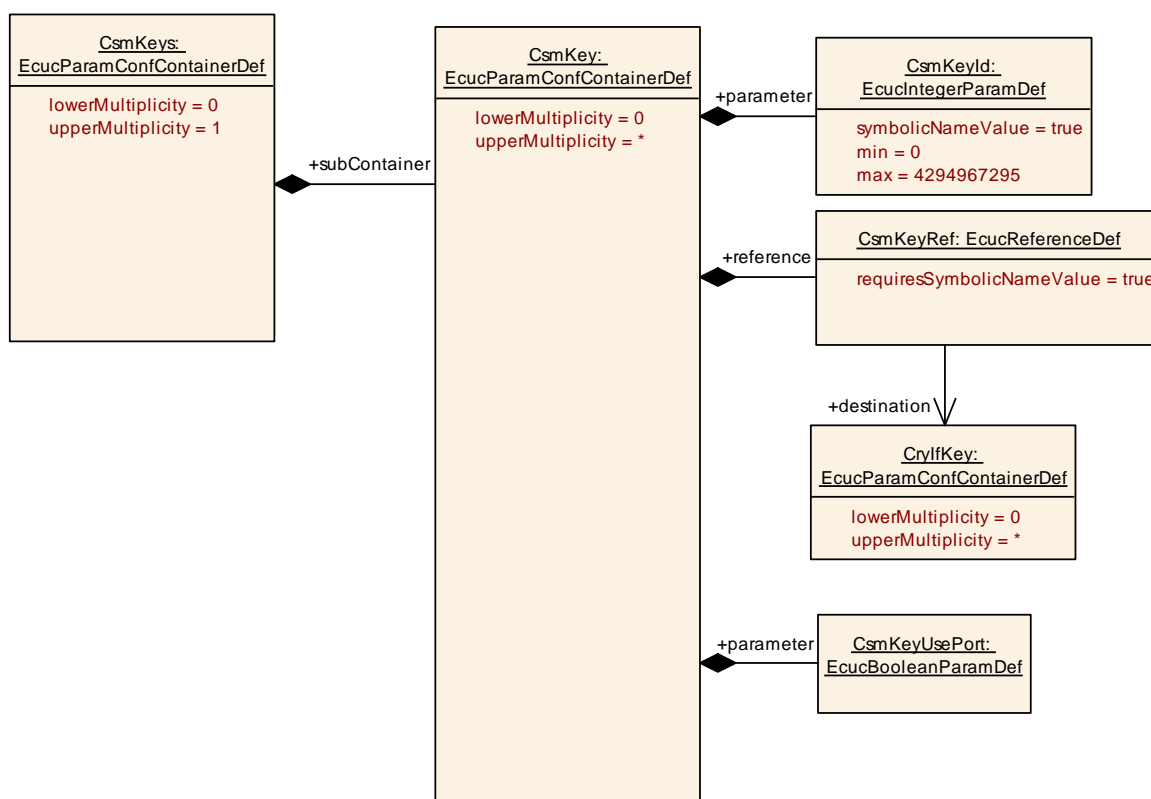 CsmKeys:
EcucParamConfContainerDef
lowerMultiplicity = 0
upperMultiplicity = 1
+subContainer
CsmKey:
EcucParamConfContainerDef
lowerMultiplicity = 0
upperMultiplicity = *
+parameter
CsmKeyId:
EcucIntegerParamDef
symbolicNameValue = true
min = 0
max = 4294967295
+reference
CsmKeyRef: EcucReferenceDef
requiresSymbolicNameValue = true
+destination
CryIfKey:
EcucParamConfContainerDef
lowerMultiplicity = 0
upperMultiplicity = *
+parameter
CsmKeyUsePort:
EcucBooleanParamDef